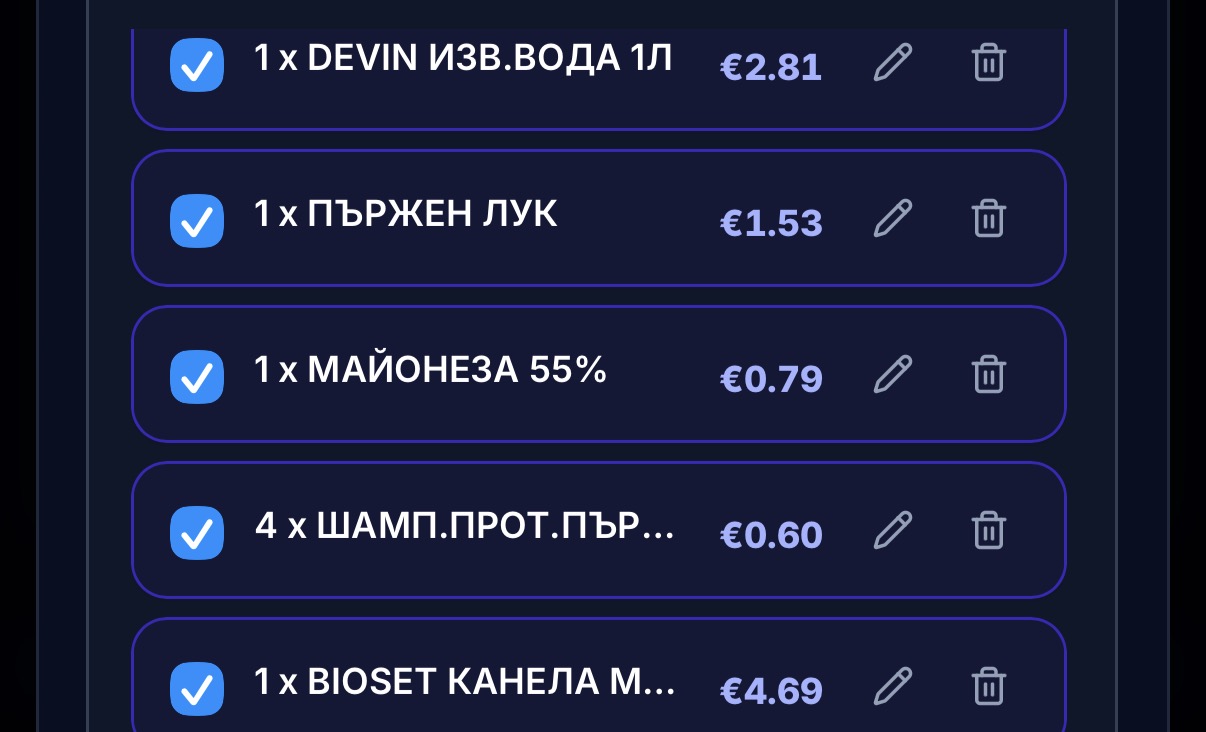 1 x DEVIN ИЗВ.ВОДА 1Л €2.81
1 x ПЪРЖЕН ЛУК €1.53
1 x МАЙОНЕЗА 55% €0.79
4 x ШАМП.ПРОТ.ПЪР... €0.60
1 x BIOSET КАНЕЛА М... €4.69